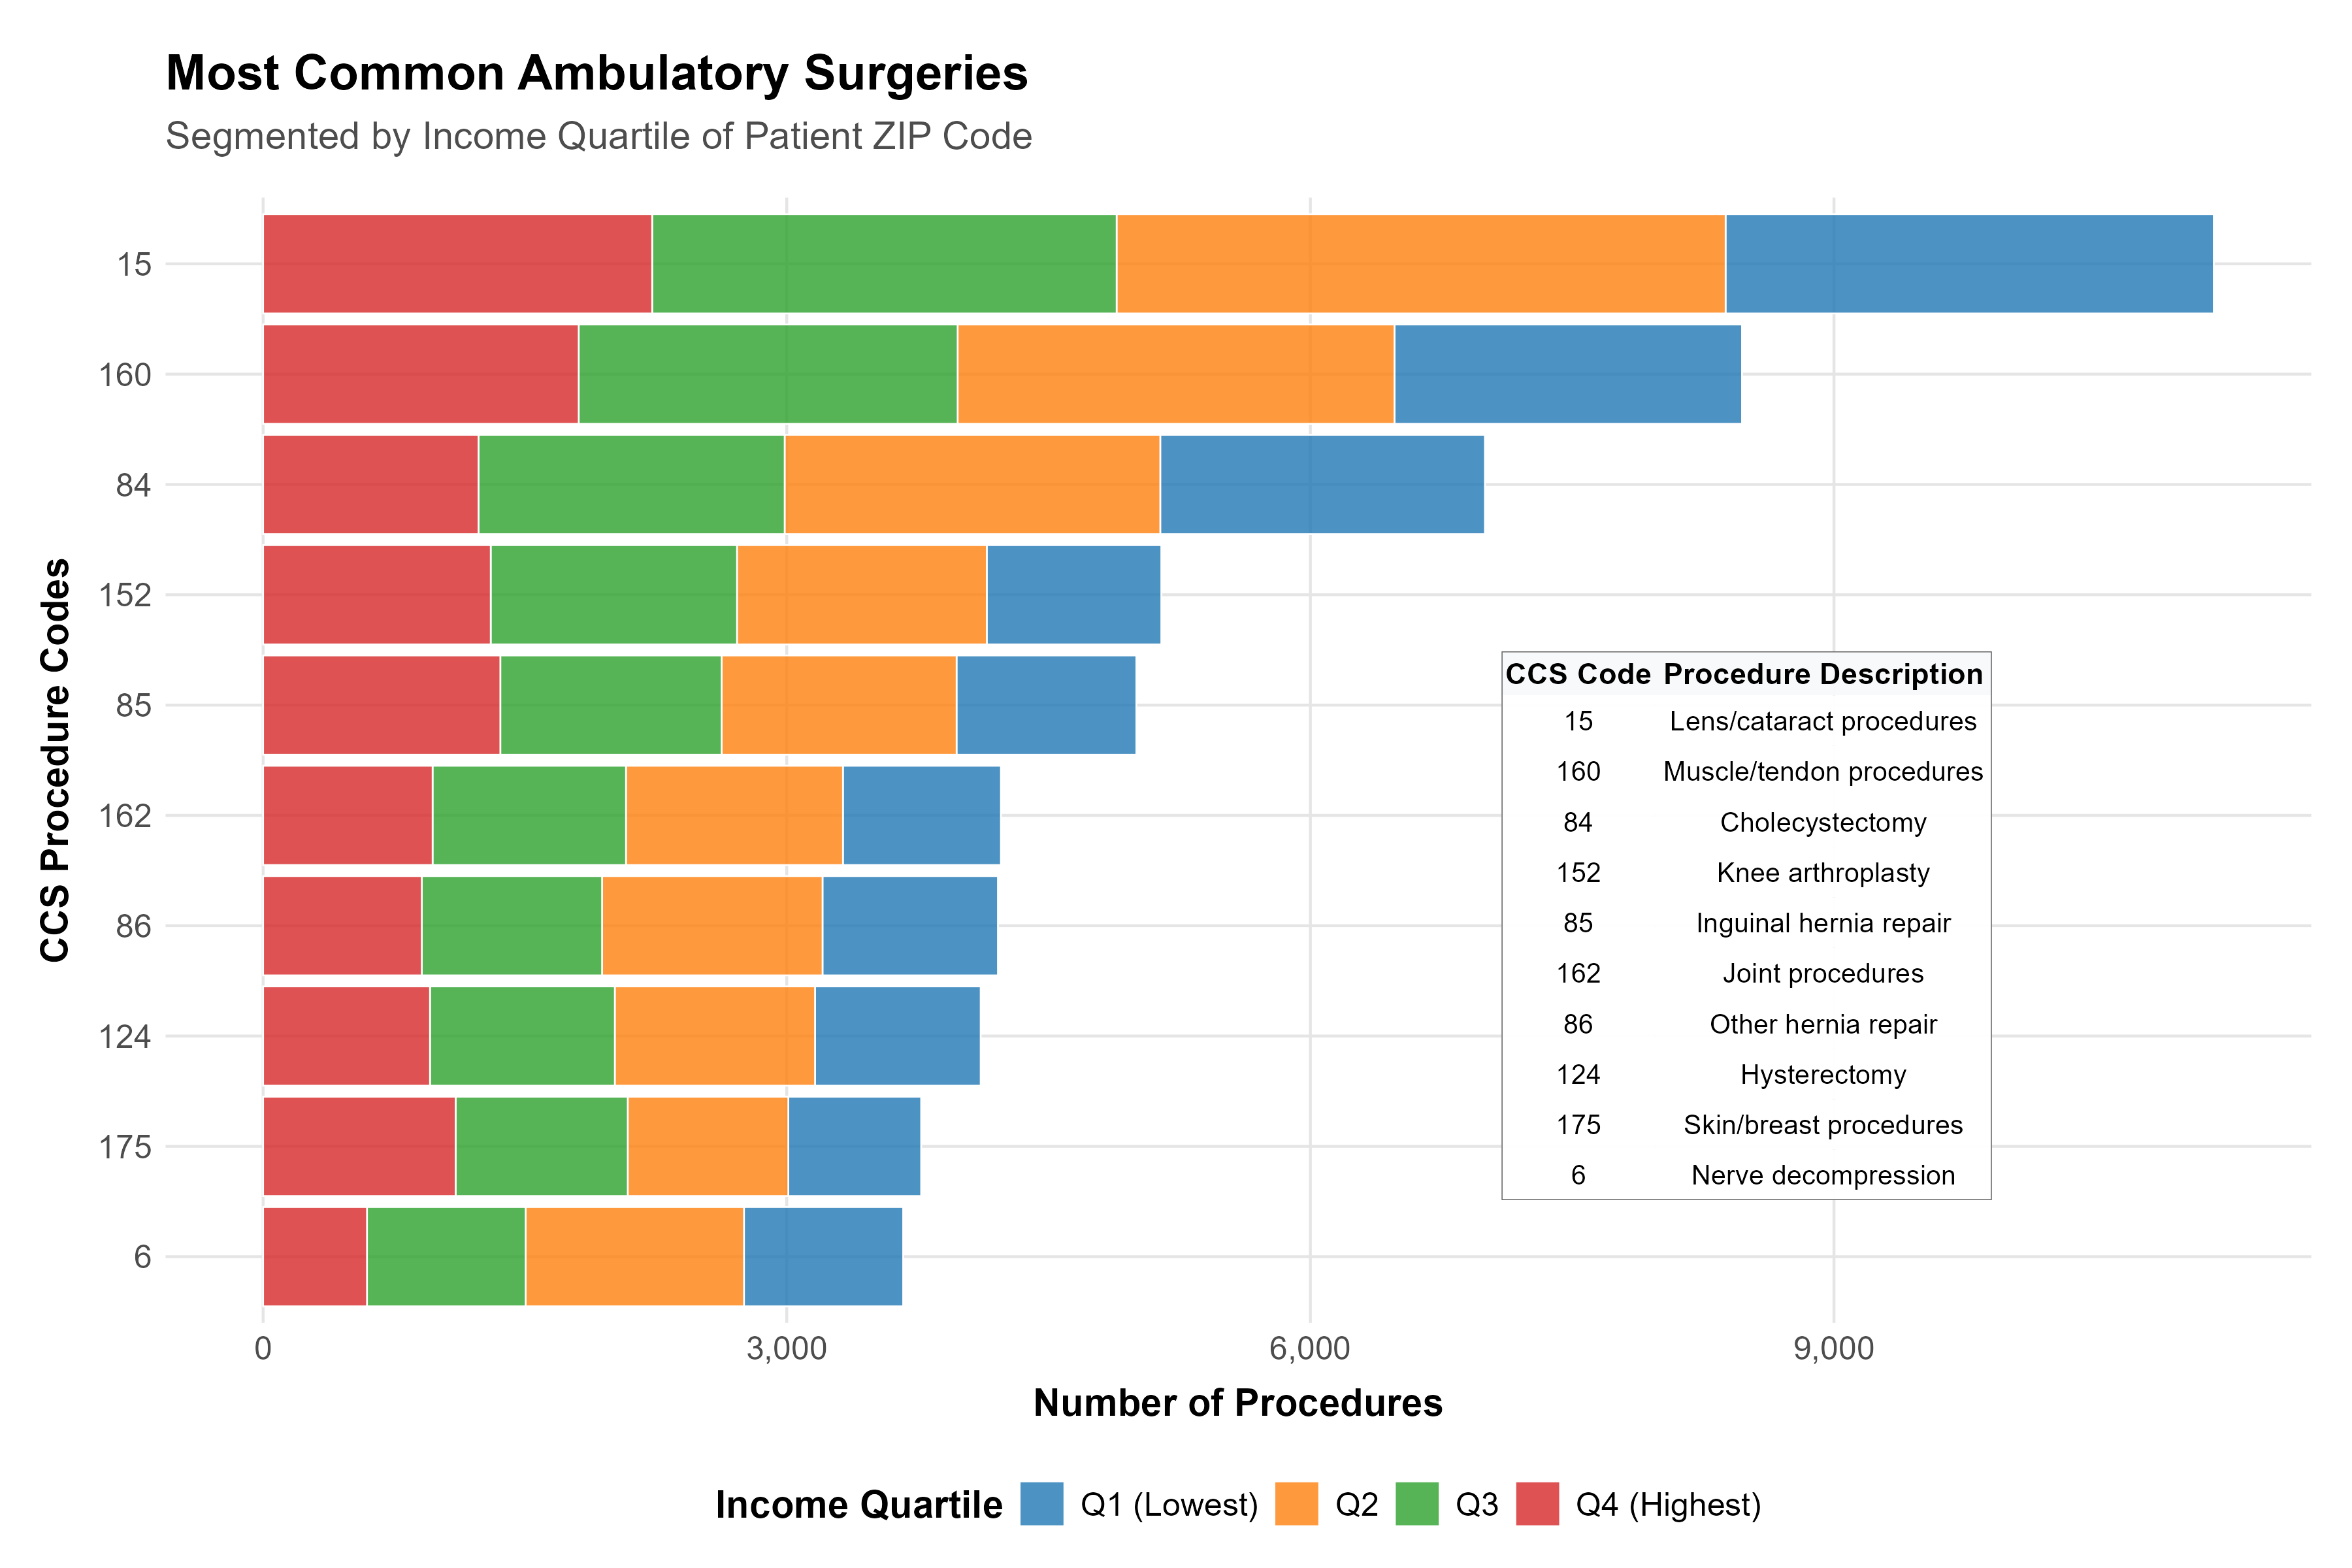 Most Common Ambulatory Surgeries
Segmented by Income Quartile of Patient ZIP Code
CCS Procedure Codes
15
160
84
152
85
162
86
124
175
6
CCS Code Procedure Description
15 Lens/cataract procedures
160 Muscle/tendon procedures
84 Cholecystectomy
152 Knee arthroplasty
85 Inguinal hernia repair
162 Joint procedures
86 Other hernia repair
124 Hysterectomy
175 Skin/breast procedures
6 Nerve decompression
0 3,000 6,000 9,000
Number of Procedures
Income Quartile Q1 (Lowest) Q2 Q3 Q4 (Highest)